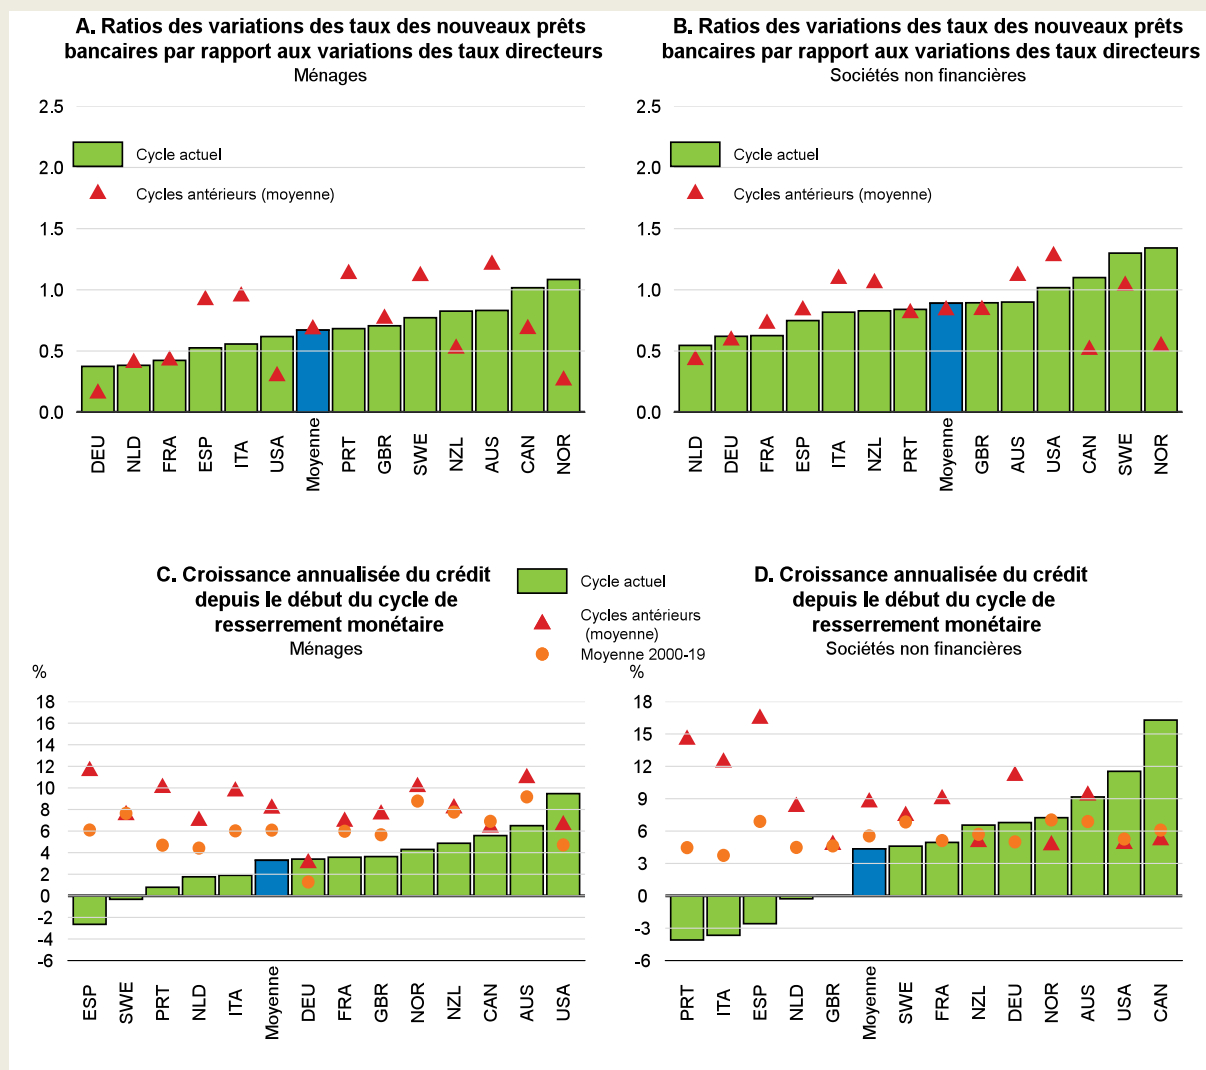 A. Ratios des variations des taux des nouveaux prêts
bancaires par rapport aux variations des taux directeurs
Ménages
2.5
2.0
1.5
1.0
0.5
0.0
Cycle actuel
Cycles antérieurs (moyenne)
DEU
NLD
FRA
ESP
ITA
USA
Moyenne
PRT
GBR
SWE
NZL
AUS
CAN
NOR
B. Ratios des variations des taux des nouveaux prêts
bancaires par rapport aux variations des taux directeurs
Sociétés non financières
2.5
2.0
1.5
1.0
0.5
0.0
Cycle actuel
Cycles antérieurs (moyenne)
NLD
DEU
FRA
ESP
ITA
NZL
PRT
Moyenne
GBR
AUS
USA
CAN
SWE
NOR
C. Croissance annualisée du crédit
depuis le début du cycle de
resserrement monétaire
Ménages
Cycle actuel
Cycles antérieurs
(moyenne)
Moyenne 2000-19
%
18
16
14
12
10
8
6
4
2
0
-2
-4
-6
ESP
SWE
PRT
NLD
ITA
Moyenne
DEU
FRA
GBR
NOR
NZL
CAN
AUS
USA
D. Croissance annualisée du crédit
depuis le début du cycle de
resserrement monétaire
Sociétés non financières
%
18
15
12
9
6
3
0
-3
-6
PRT
ITA
ESP
NLD
GBR
Moyenne
SWE
FRA
NZL
DEU
NOR
AUS
USA
CAN